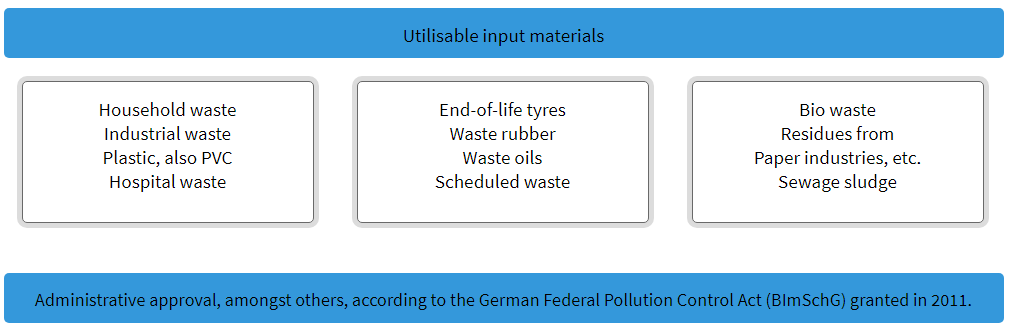 Utilisable input materials
Household waste
Industrial waste
Plastic, also PVC
Hospital waste
End-of-life tyres
Waste rubber
Waste oils
Scheduled waste
Bio waste
Residues from
Paper industries, etc.
Sewage sludge
Administrative approval, amongst others, according to the German Federal Pollution Control Act (BImSchG) granted in 2011.